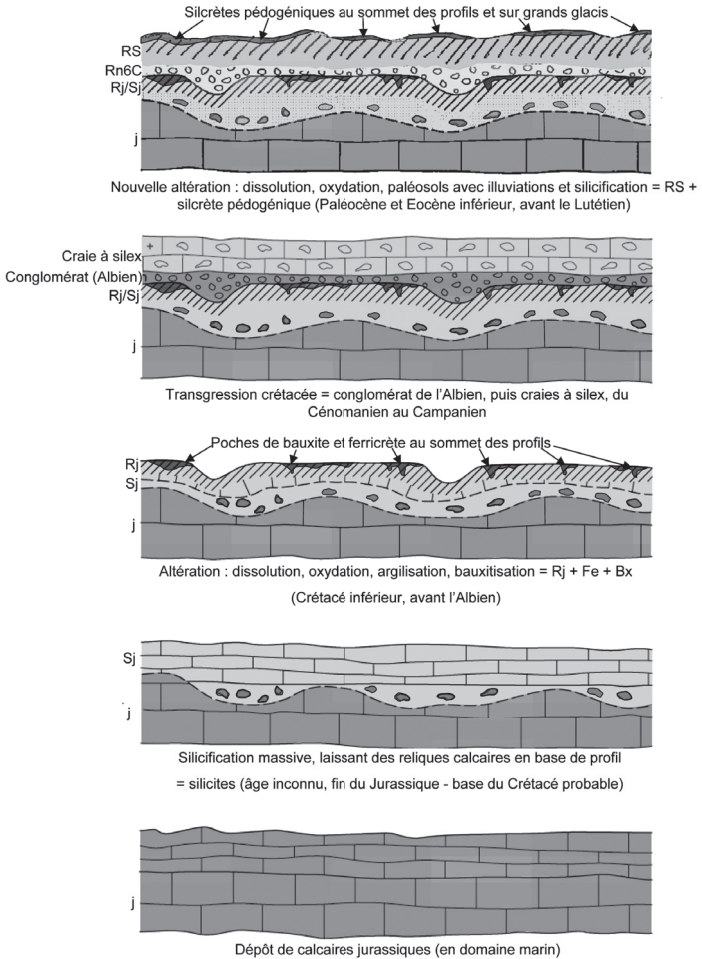 Silcrètes pédogéniques au sommet des profils et sur grands glacis
RS
Rn6C
Rj/Sj
j
Nouvelle altération : dissolution, oxydation, paléosols avec illuviations et silicification = RS +
silcrète pédogénique (Paléocène et Eocène inférieur, avant le Lutétien)
Craie à silex
Conglomérat (Albien)
Rj/Sj
j
Transgression crétacée = conglomérat de l'Albien, puis craies à silex, du
Cénomanien au Campanien
Poches de bauxite et ferricrète au sommet des profils
Rj
Sj
j
Altération : dissolution, oxydation, argilisation, bauxitisation = Rj + Fe + Bx
(Crétacé inférieur, avant l'Albien)
Sj
j
Silicification massive, laissant des reliques calcaires en base de profil
= silicites (âge inconnu, fin du Jurassique - base du Crétacé probable)
j
Dépôt de calcaires jurassiques (en domaine marin)